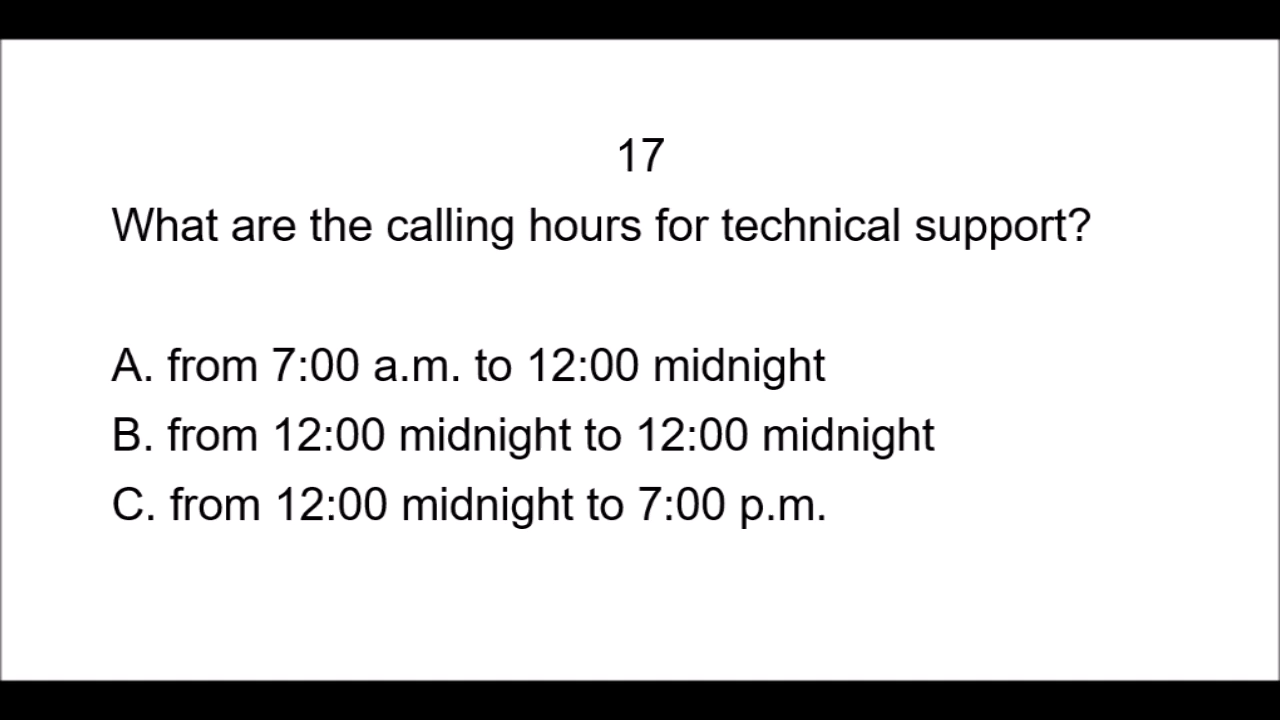 17
What are the calling hours for technical support?
A. from 7:00 a.m. to 12:00 midnight
B. from 12:00 midnight to 12:00 midnight
C. from 12:00 midnight to 7:00 p.m.